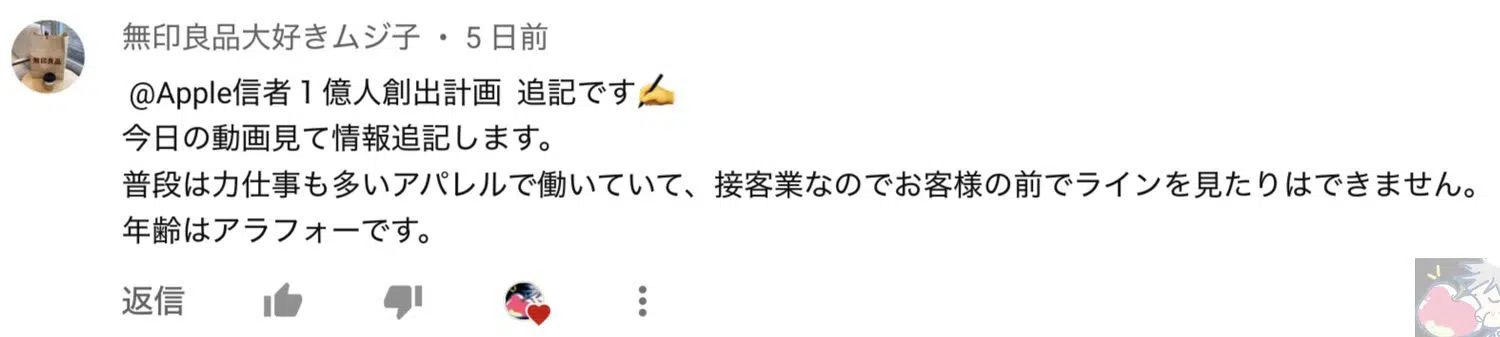 無印良品大好きムジ子 ・ 5 日前
@Apple信者１億人創出計画 追記です✍️
今日の動画見て情報追記します。
普段は力仕事も多いアパレルで働いていて、接客業なのでお客様の前でラインを見たりはできません。
年齢はアラフォーです。
返信
無印良品